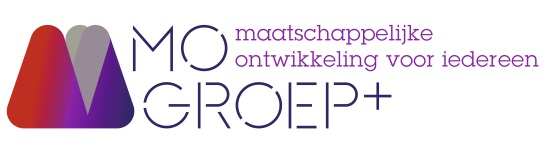 MO
GROEP+
maatschappelijke
ontwikkeling voor iedereen